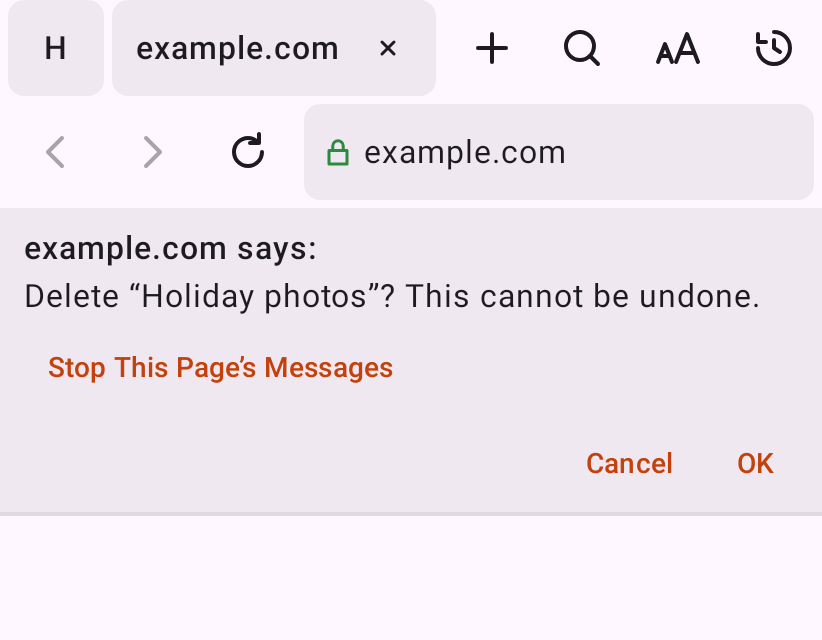 H
example.com
AA
example.com
example.com says:
Delete “Holiday photos”? This cannot be undone.
Stop This Page’s Messages
Cancel OK